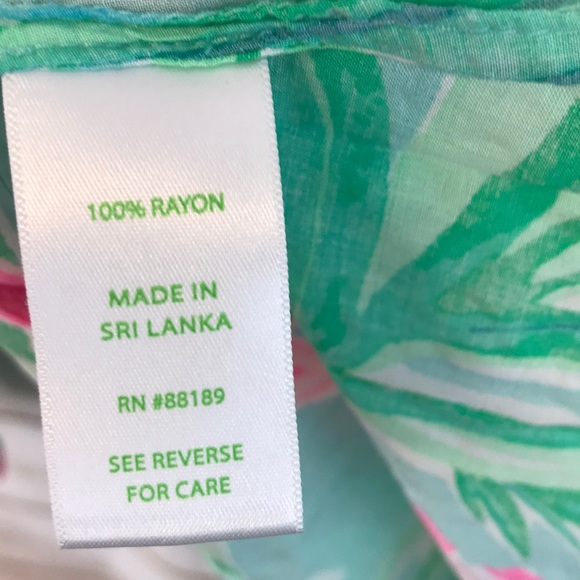 100% RAYON
MADE IN
SRI LANKA
RN #88189
SEE REVERSE
FOR CARE